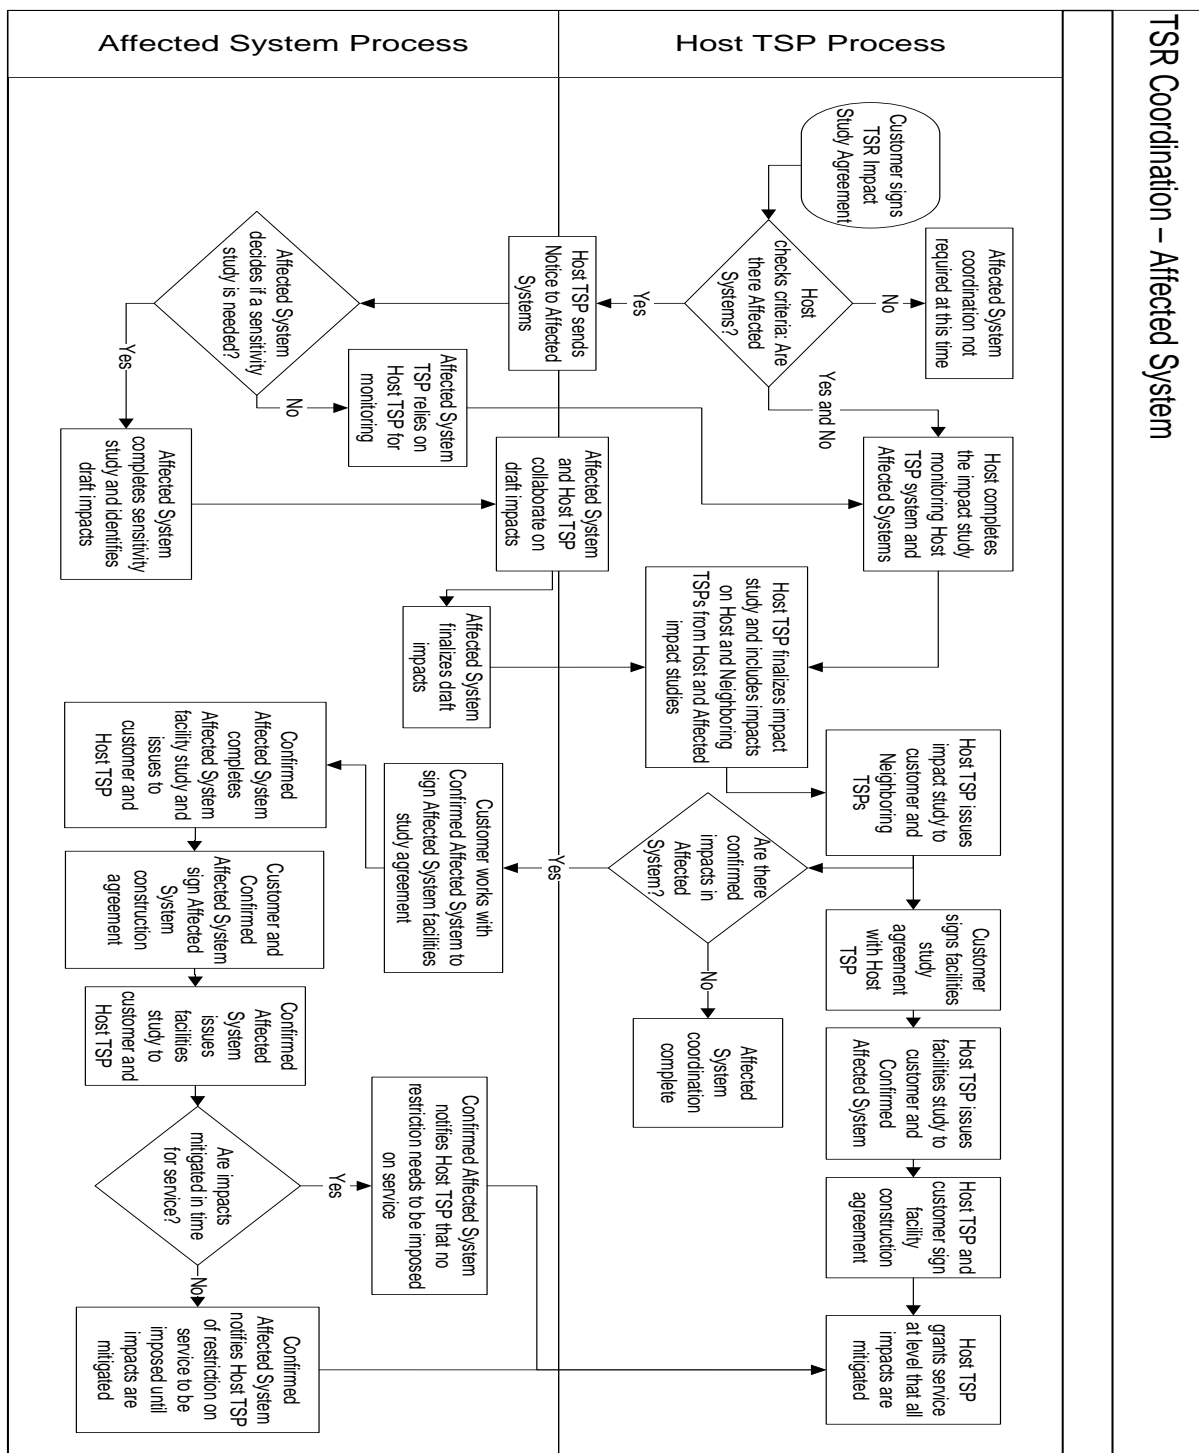 TSR Coordination – Affected System
Host TSP Process
Affected System Process
Customer signs
TSR Impact
Study Agreement
Affected System
coordination not
required at this time
Host
checks criteria: Are
there Affected
Systems?
No
Yes
Yes and No
Host TSP sends
Notice to Affected
Systems
Affected System
decides if a sensitivity
study is needed?
No
Yes
Affected System
TSP relies on
Host TSP for
monitoring
Affected System
completes sensitivity
study and identifies
draft impacts
Host completes
the impact study
monitoring Host
TSP system and
Affected Systems
Affected System
and Host TSP
collaborate on
draft impacts
Affected System
finalizes draft
impacts
Host TSP finalizes impact
study and includes impacts
on Host and Neighboring
TSPs from Host and Affected
impact studies
Host TSP issues
impact study to
customer and
Neighboring
TSPs
Are there
confirmed
impacts in
Affected
System?
No
Yes
Affected
System
coordination
complete
Customer signs
signs facilities
study
agreement
with Host
TSP
Host TSP issues
facilities study to
customer and
Confirmed
Affected System
Host TSP and
customer sign
facility
construction
agreement
Host TSP
grants service
at level that all
impacts are
mitigated
Customer works with
Confirmed Affected System to
sign Affected System facilities
study agreement
Confirmed
Affected System
completes
Affected System
facility study and
issues to
customer and
Host TSP
Customer and
Confirmed
Affected System
sign Affected
System
construction
agreement
Confirmed
Affected
System
issues
facilities
study to
customer and
Host TSP
Are impacts
mitigated in time
for service?
Yes
No
Confirmed Affected System
notifies Host TSP that no
restriction needs to be imposed
on service
Confirmed
Affected System
notifies Host TSP
of restriction on
service to be
imposed until
impacts are
mitigated